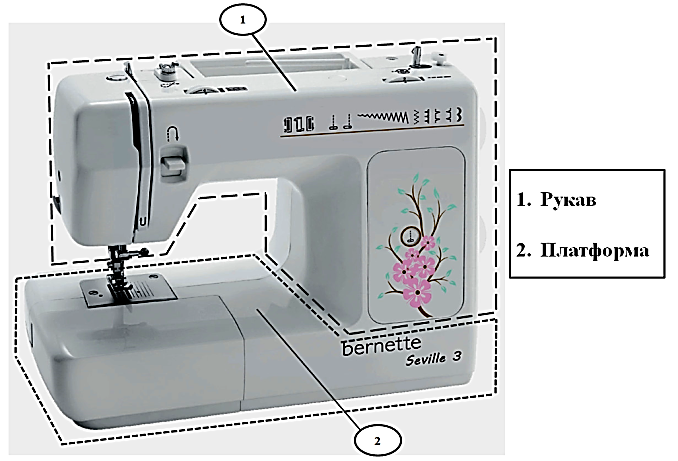 1
1. Рукав
2. Платформа
U
bernette
Seville 3
2